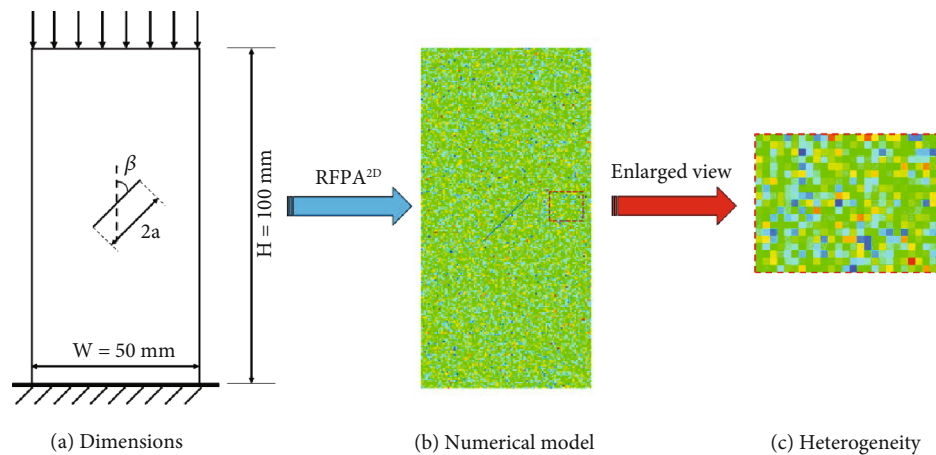 β
2a
W = 50 mm
H = 100 mm
(a) Dimensions
RFPA²ᴰ
(b) Numerical model
Enlarged view
(c) Heterogeneity